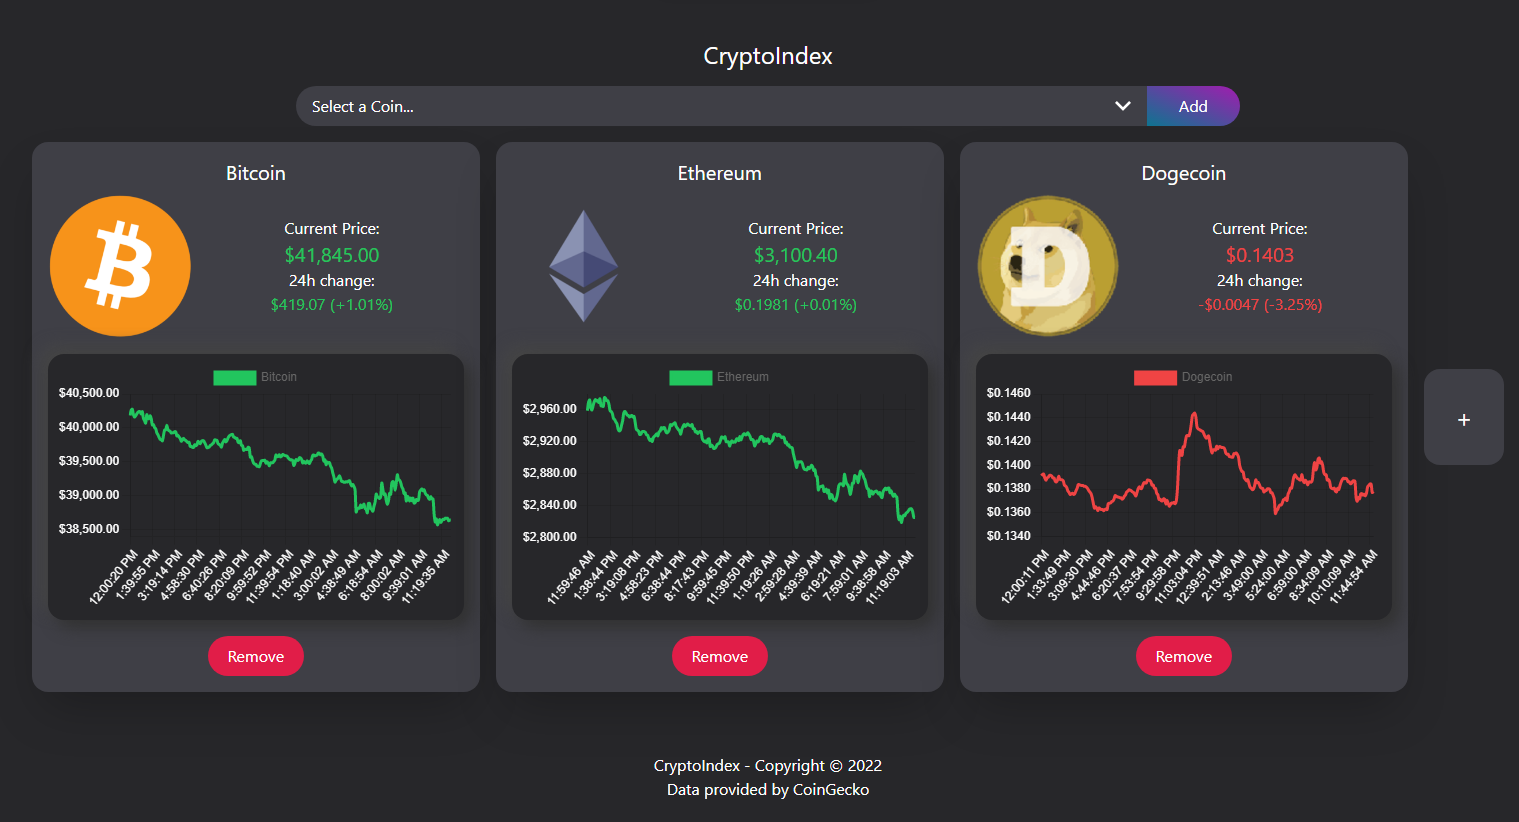 CryptoIndex
Select a Coin...
Add
Bitcoin
Current Price:
$41,845.00
24h change:
$419.07 (+1.01%)
Bitcoin
$40,500.00
$40,000.00
$39,500.00
$39,000.00
$38,500.00
12:00:20 PM
1:39:55 PM
3:19:14 PM
4:58:30 PM
6:40:26 PM
8:20:09 PM
9:59:52 PM
11:39:54 PM
1:18:40 AM
3:00:02 AM
4:38:49 AM
6:18:54 AM
8:00:02 AM
9:39:01 AM
11:19:35 AM
Remove
Ethereum
Current Price:
$3,100.40
24h change:
$0.1981 (+0.01%)
Ethereum
$2,960.00
$2,920.00
$2,880.00
$2,840.00
$2,800.00
11:59:46 AM
1:38:44 PM
3:19:08 PM
4:58:23 PM
6:38:44 PM
8:17:43 PM
9:59:45 PM
11:39:50 PM
1:19:26 AM
2:59:28 AM
4:39:39 AM
6:19:21 AM
7:59:01 AM
9:38:58 AM
11:19:03 AM
Remove
Dogecoin
D
Current Price:
$0.1403
24h change:
-$0.0047 (-3.25%)
Dogecoin
$0.1460
$0.1440
$0.1420
$0.1400
$0.1380
$0.1360
$0.1340
12:00:11 PM
1:33:49 PM
3:09:30 PM
4:44:46 PM
6:20:37 PM
7:53:54 PM
9:29:58 PM
11:03:04 PM
12:39:51 AM
2:13:46 AM
3:49:00 AM
5:24:00 AM
6:59:00 AM
8:34:09 AM
10:10:09 AM
11:44:54 AM
Remove
+
CryptoIndex - Copyright © 2022
Data provided by CoinGecko